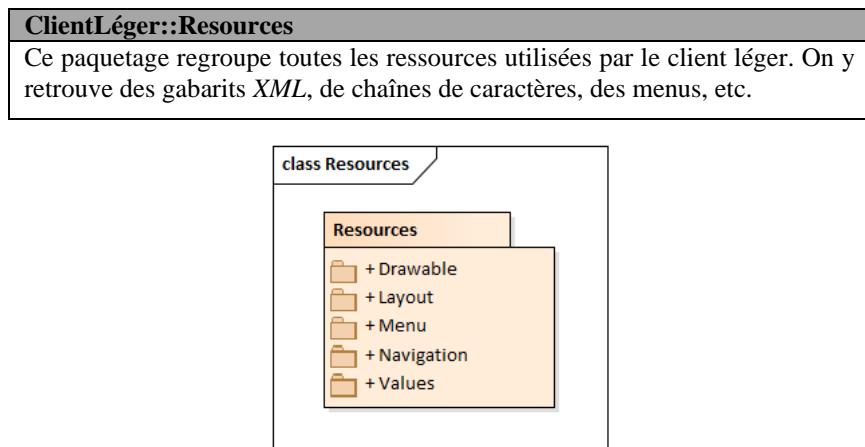 ClientLéger::Resources
Ce paquetage regroupe toutes les ressources utilisées par le client léger. On y
retrouve des gabarits XML, de chaînes de caractères, des menus, etc.
class Resources
Resources
+ Drawable
+ Layout
+ Menu
+ Navigation
+ Values